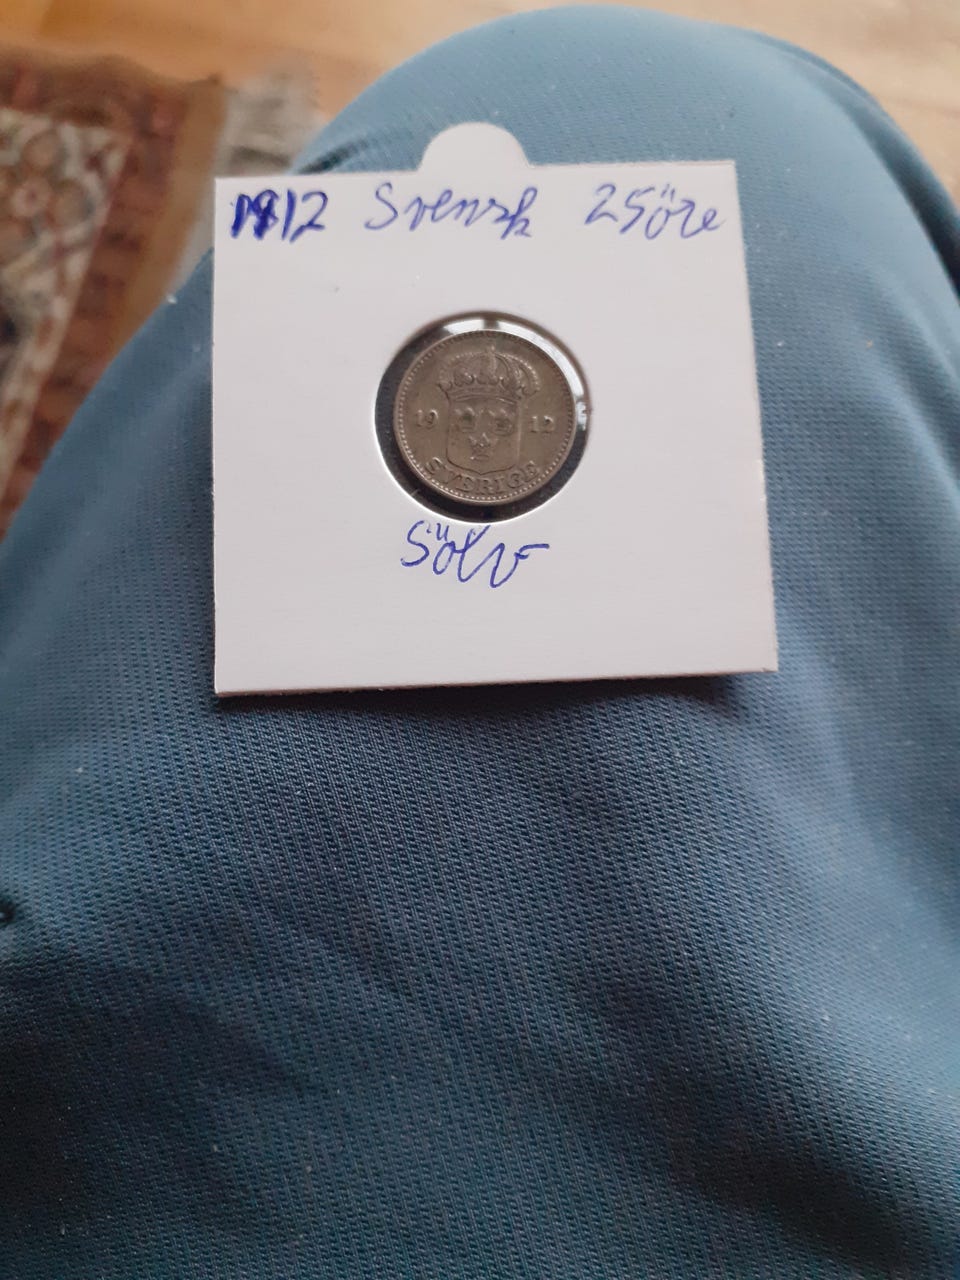 1912 Svensk 25öre
19 12
SVERIGE
Sölv